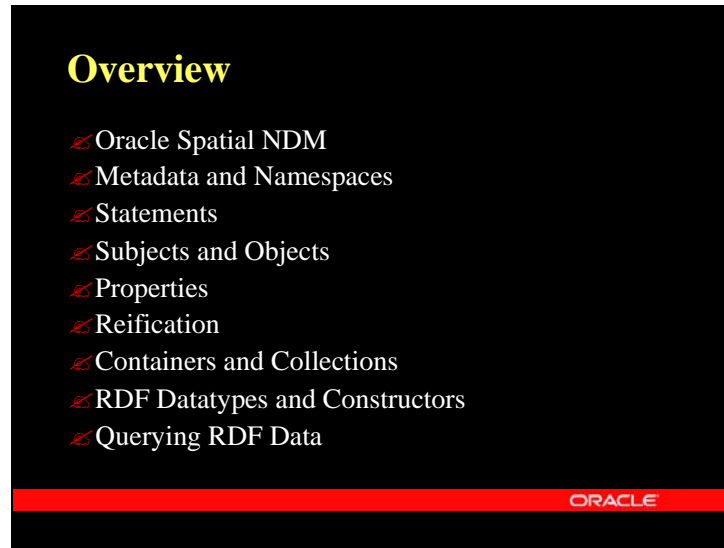 Overview
Oracle Spatial NDM
Metadata and Namespaces
Statements
Subjects and Objects
Properties
Reification
Containers and Collections
RDF Datatypes and Constructors
Querying RDF Data
ORACLE